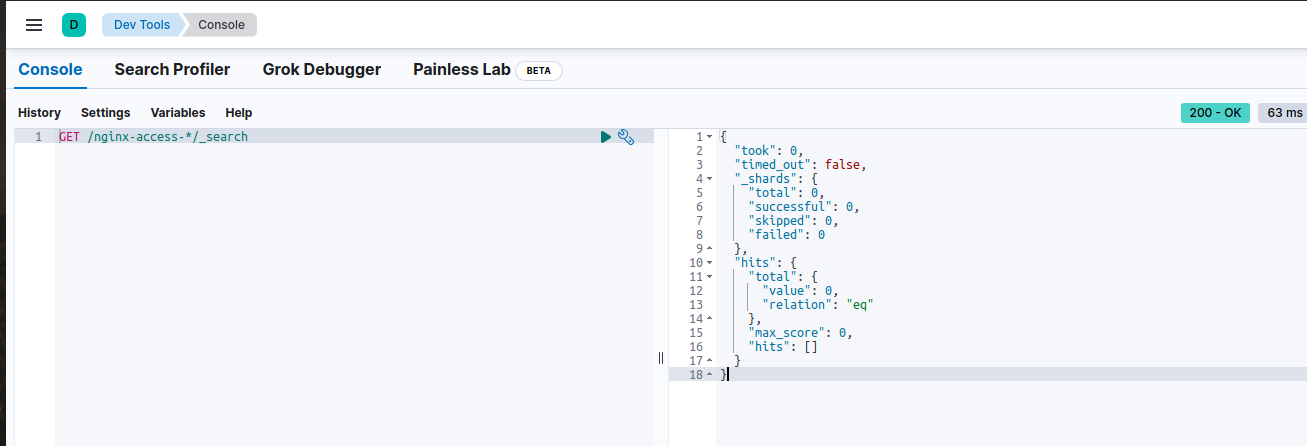 D Dev Tools Console
Console Search Profiler Grok Debugger Painless Lab BETA
History Settings Variables Help 200 - OK 63 ms
1 GET /nginx-access-*/_search
1 {
2 "took": 0,
3 "timed_out": false,
4 "_shards": {
5 "total": 0,
6 "successful": 0,
7 "skipped": 0,
8 "failed": 0
9 },
10 "hits": {
11 "total": {
12 "value": 0,
13 "relation": "eq"
14 },
15 "max_score": 0,
16 "hits": []
17 }
18 }